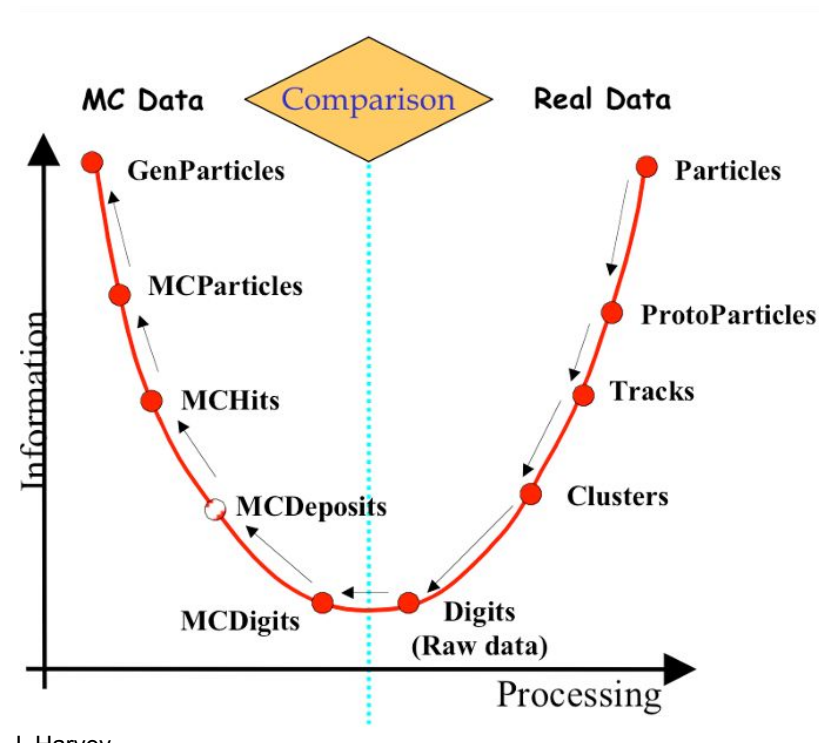 MC Data
Comparison
Real Data
GenParticles
Particles
MCParticles
ProtoParticles
Information
MCHits
Tracks
MCDeposits
Clusters
MCDigits
Digits
(Raw data)
Processing